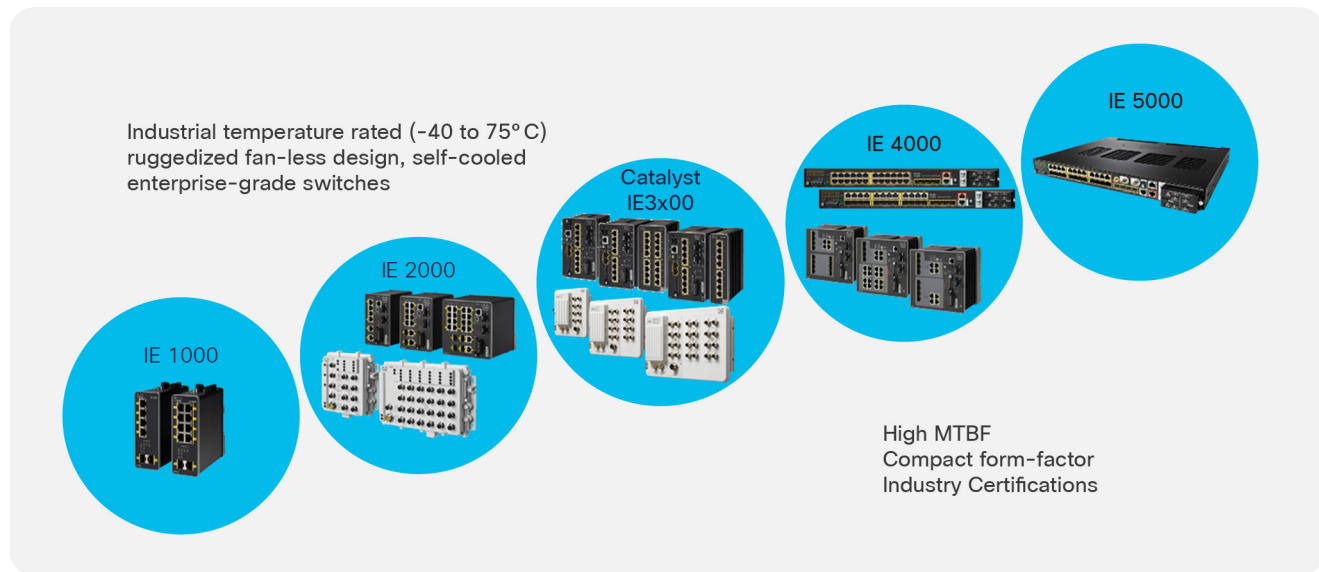 Industrial temperature rated (-40 to 75° C)
ruggedized fan-less design, self-cooled
enterprise-grade switches
IE 1000
IE 2000
Catalyst
IE3x00
IE 4000
IE 5000
High MTBF
Compact form-factor
Industry Certifications